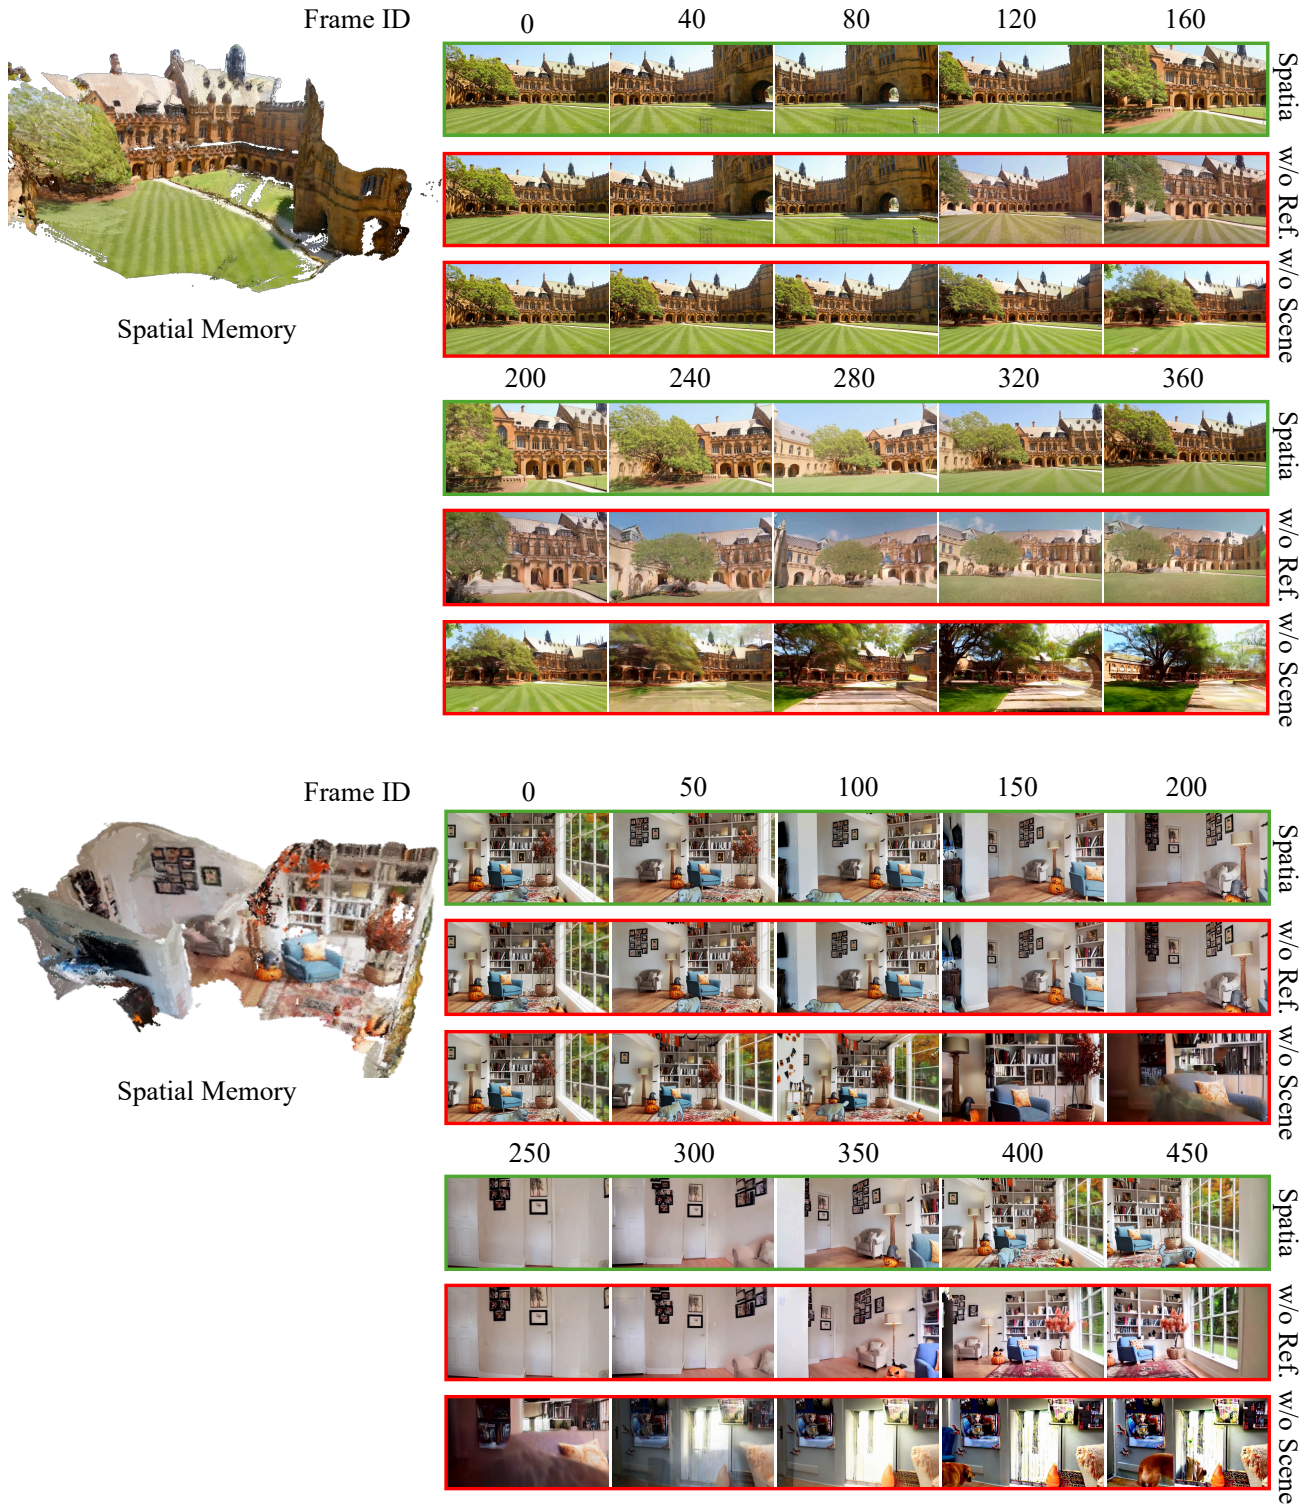 Frame ID 0 40 80 120 160
Spatia
w/o Ref.
w/o Scene
Spatial Memory
200 240 280 320 360
Spatia
w/o Ref.
w/o Scene
Frame ID 0 50 100 150 200
Spatia
w/o Ref.
w/o Scene
Spatial Memory
250 300 350 400 450
Spatia
w/o Ref.
w/o Scene